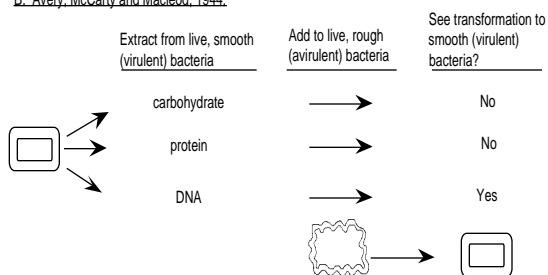 B. Avery, McCarty and Macleod, 1944.
Extract from live, smooth
(virulent) bacteria
Add to live, rough
(avirulent) bacteria
See transformation to
smooth (virulent)
bacteria?
carbohydrate
No
protein
No
DNA
Yes